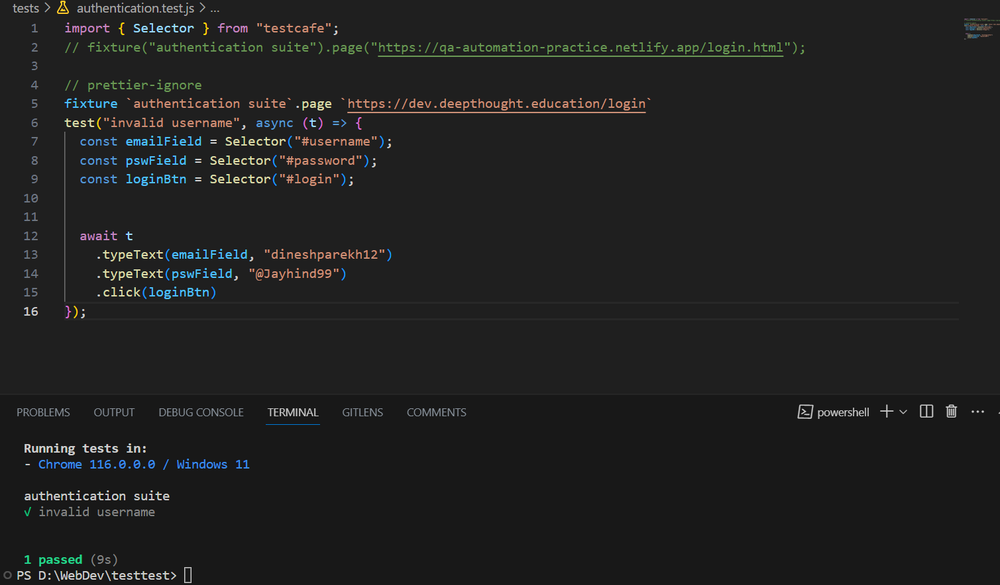 tests > authentication.test.js > ...
1 import { Selector } from "testcafe";
2 // fixture("authentication suite").page("https://qa-automation-practice.netlify.app/login.html");
3
4 // prettier-ignore
5 fixture `authentication suite`.page `https://dev.deepthought.education/login`
6 test("invalid username", async (t) => {
7 const emailField = Selector("#username");
8 const pswField = Selector("#password");
9 const loginBtn = Selector("#login");
10
11
12 await t
13 .typeText(emailField, "dineshparekh12")
14 .typeText(pswField, "@Jayhind99")
15 .click(loginBtn)
16 });
PROBLEMS OUTPUT DEBUG CONSOLE TERMINAL GITLENS COMMENTS powershell
Running tests in:
- Chrome 116.0.0.0 / Windows 11
authentication suite
√ invalid username
1 passed (9s)
PS D:\WebDev\testtest>